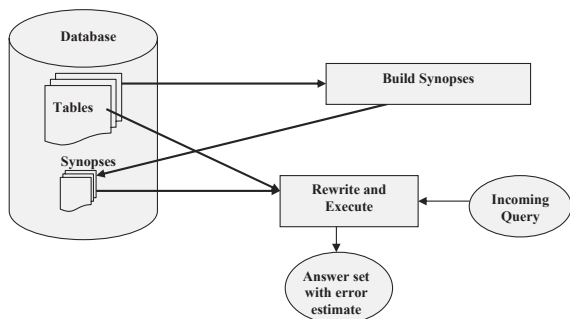 Database
Tables
Synopses
Build Synopses
Rewrite and
Execute
Incoming
Query
Answer set
with error
estimate